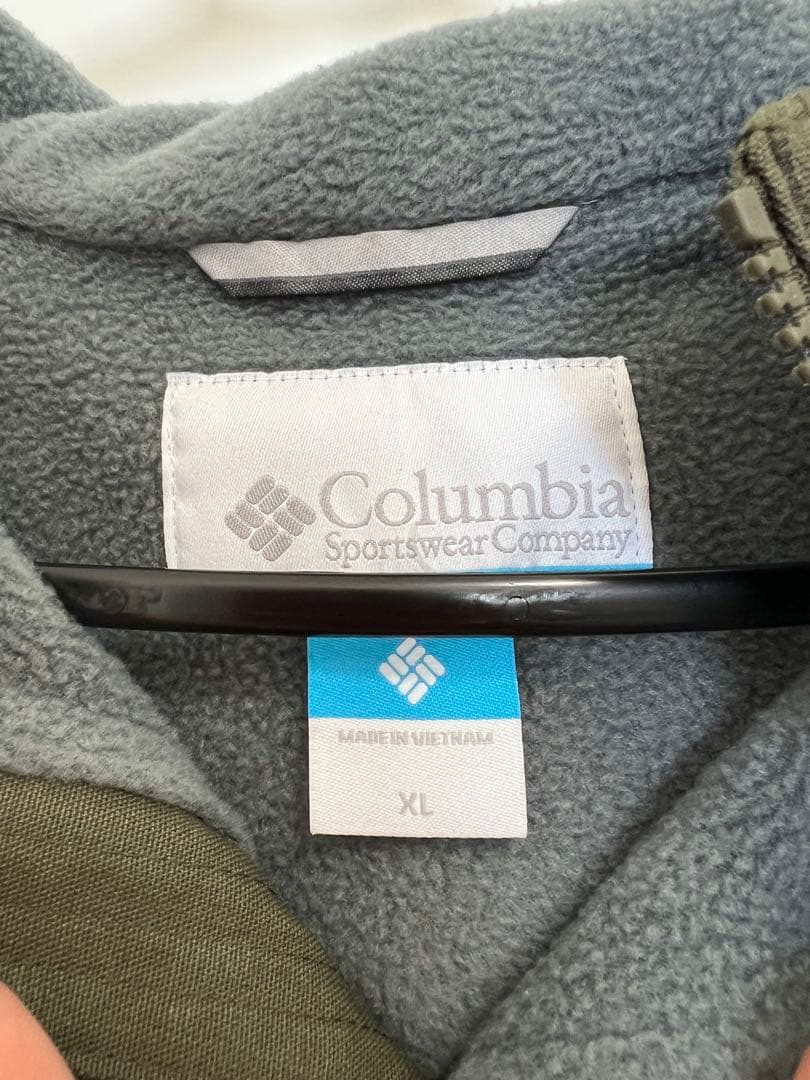 Columbia
Sportswear Company
MADE IN VIETNAM
XL